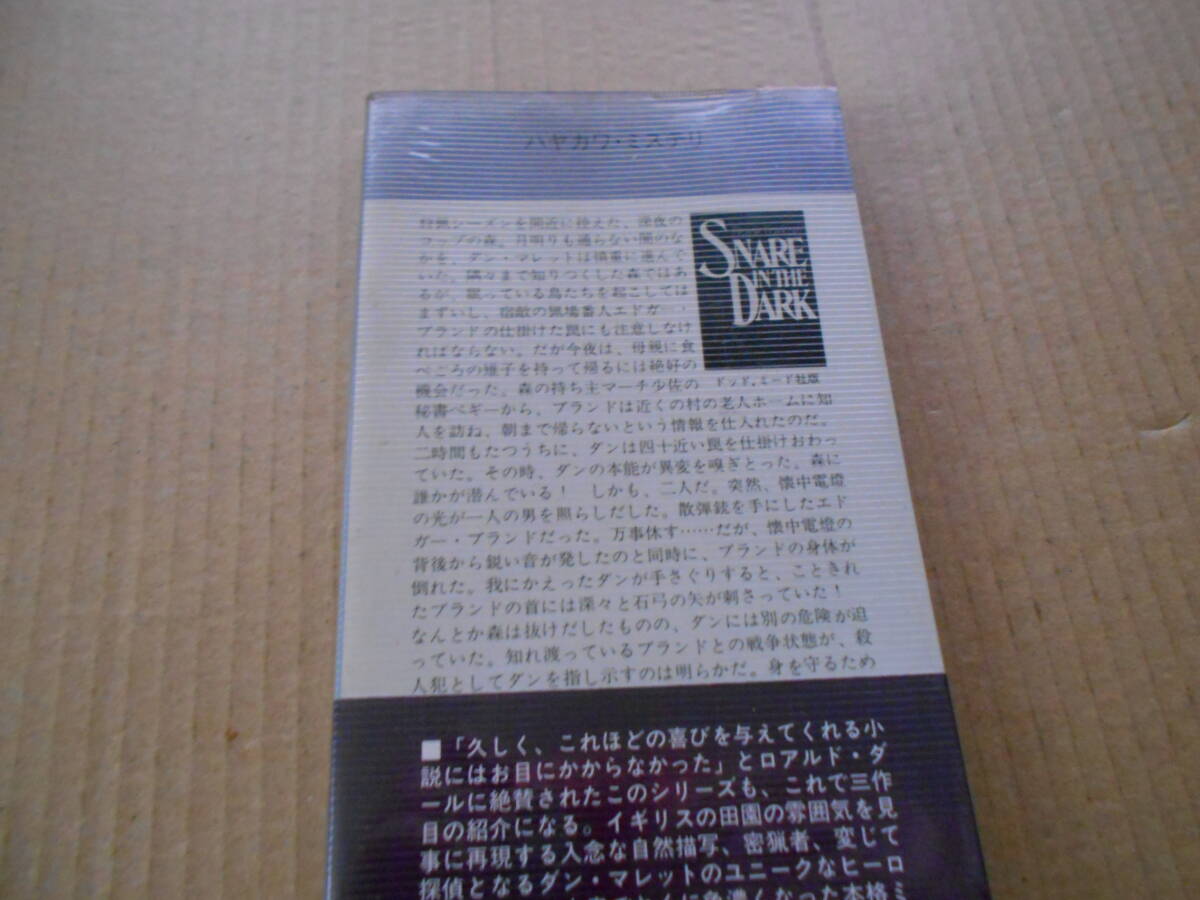 ハヤカワ・ミステリ
狩猟シーズンを間近に控えた、深夜の
コップの森。月明りも通らない闇のな
かを、ダン・マレットは慎重に進んで
いた。隅々まで知りつくした森ではあ
るが、眠っている鳥たちを起こしては
まずいし、宿敵の猟場番人エドガー・
ブランドの仕掛けた罠にも注意しなけ
ればならない。だが今夜は、母親に食
べごろの雉子を持って帰るには絶好の
機会だった。森の持ち主マーチ少佐の
秘書ペギーから、ブランドは近くの村の老人ホームに知
人を訪ね、朝まで帰らないという情報を仕入れたのだ。
二時間もたつうちに、ダンは四十近い罠を仕掛けおわっ
ていた。その時、ダンの本能が異変を嗅ぎとった。森に
誰かが潜んでいる！　しかも、二人だ。突然、懐中電燈
の光が一人の男を照らしだした。散弾銃を手にしたエド
ガー・ブランドだった。万事休す……だが、懐中電燈の
背後から鋭い音が発したのと同時に、ブランドの身体が
倒れた。我にかえったダンが手さぐりすると、こときれ
たブランドの首には深々と石弓の矢が刺さっていた！
なんとか森は抜けだしたものの、ダンには別の危険が迫
っていた。知れ渡っているブランドとの戦争状態が、殺
人犯としてダンを指し示すのは明らかだ。身を守るため
SNARE
IN THE
DARK
ドッド、ミード社版
■「久しく、これほどの喜びを与えてくれる小
説にはお目にかからなかった」とロアルド・ダ
ールに絶賛されたこのシリーズも、これで三作
目の紹介になる。イギリスの田園の雰囲気を見
事に再現する入念な自然描写、密猟者、変じて
探偵となるダン・マレットのユニークなヒーロ
濃くなった本格ミ